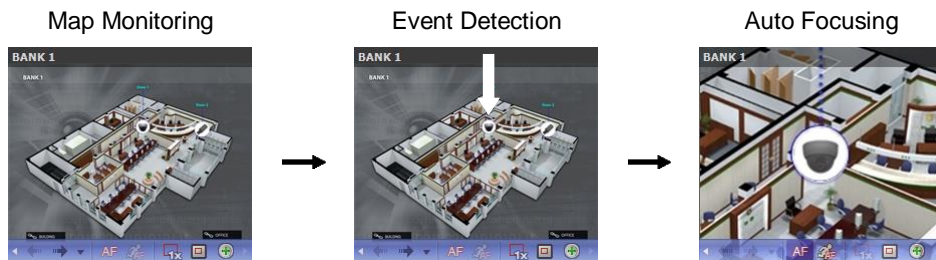 Map Monitoring
Event Detection
Auto Focusing
BANK 1
BANK 1
BANK 1
BANK 1
BANK 1
BUILDING
OFFICE
OFFICE
AF
1x
AF
1x
AF
1x